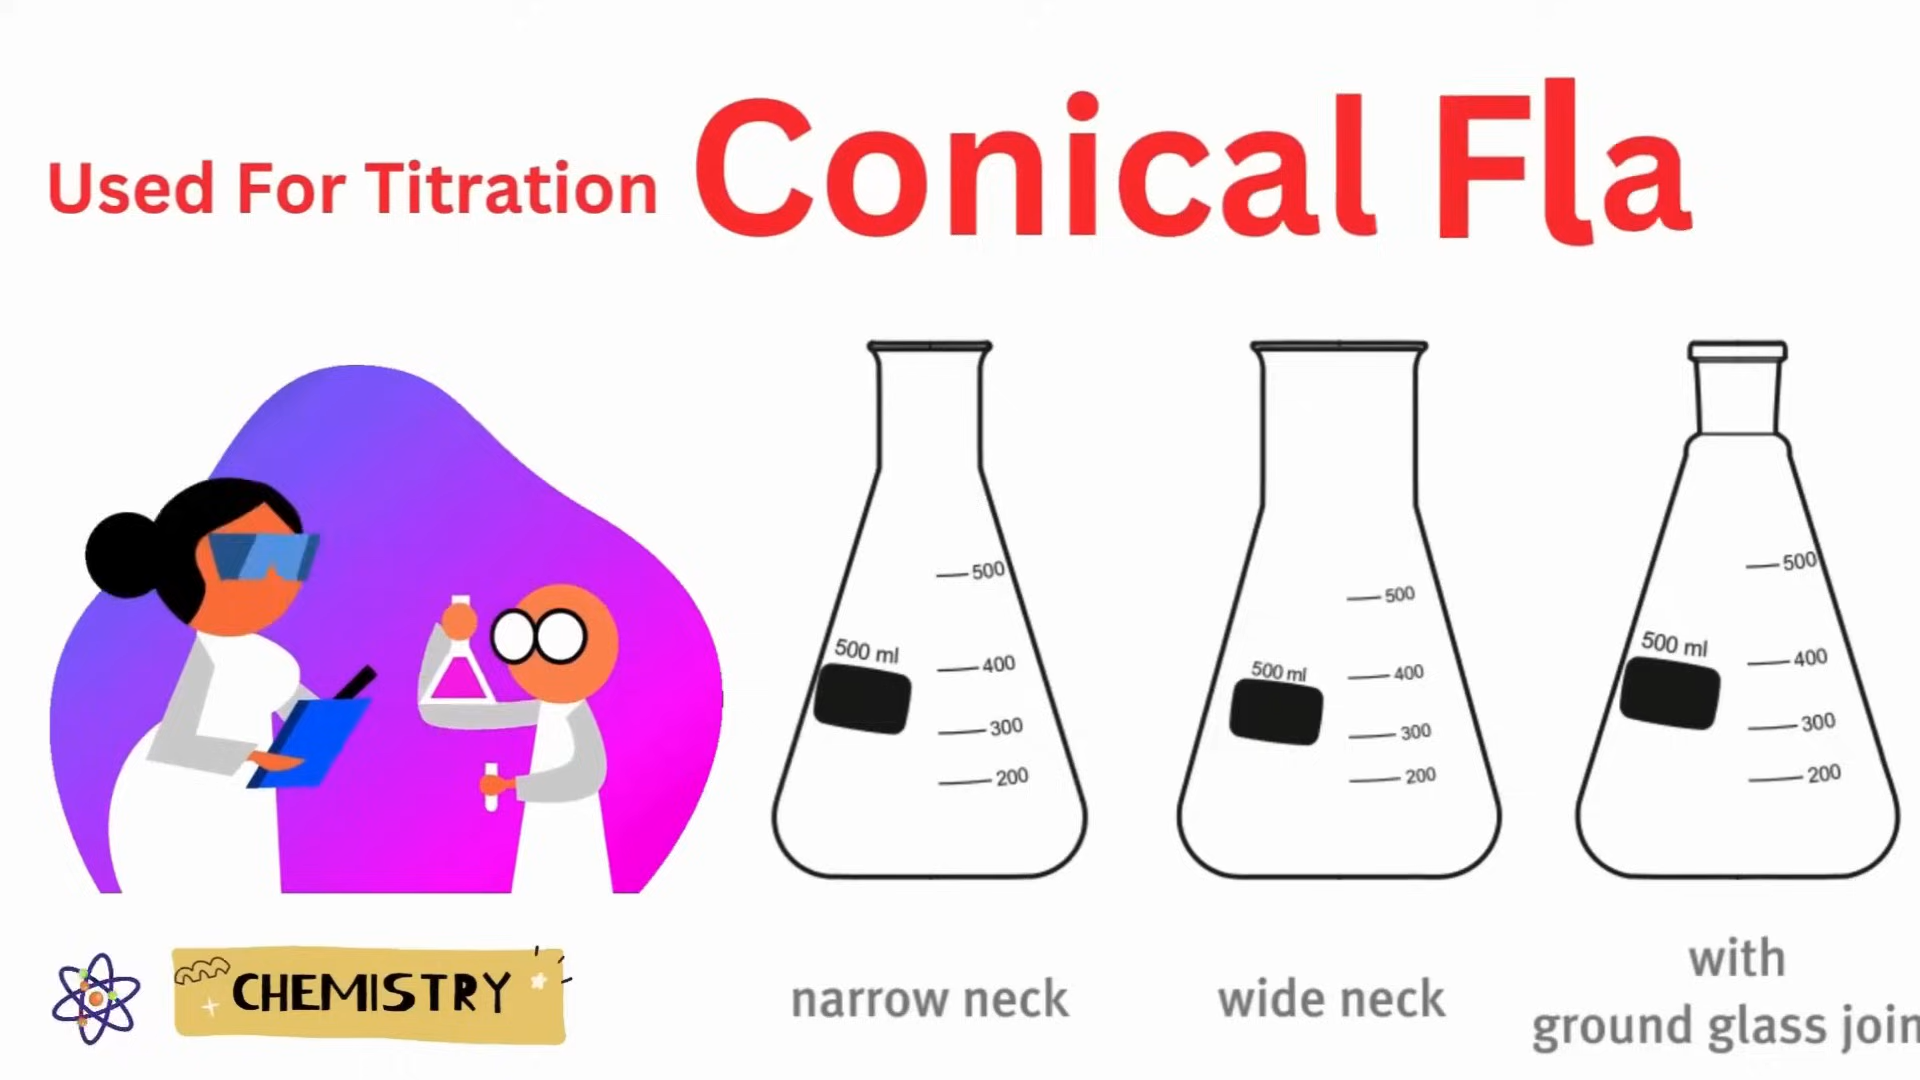 Used For Titration Conical Fla
500
400
300
200
500 ml
500
400
300
200
500 ml
500
400
300
200
500 ml
CHEMISTRY
narrow neck
wide neck
with
ground glass join